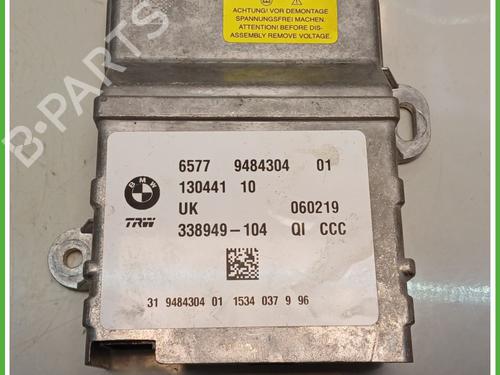 ACHTUNG! VOR DEMONTAGE
SPANNUNGSFREI MACHEN.
ATTENTION! BEFORE DIS-
ASSEMBLY REMOVE VOLTAGE.
B-PARTS
6577 9484304 01
BMW
130441 10
UK 060219
TRW
338949-104 QI CCC
31 9484304 01 1534 037 9 96